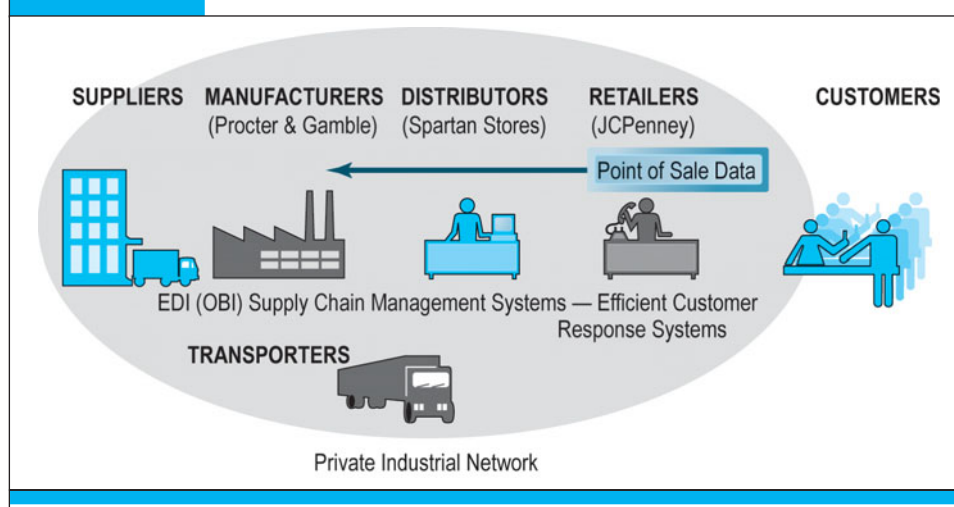 SUPPLIERS MANUFACTURERS DISTRIBUTORS RETAILERS CUSTOMERS
(Procter & Gamble) (Spartan Stores) (JCPenney)
Point of Sale Data
EDI (OBI) Supply Chain Management Systems — Efficient Customer
Response Systems
TRANSPORTERS
Private Industrial Network